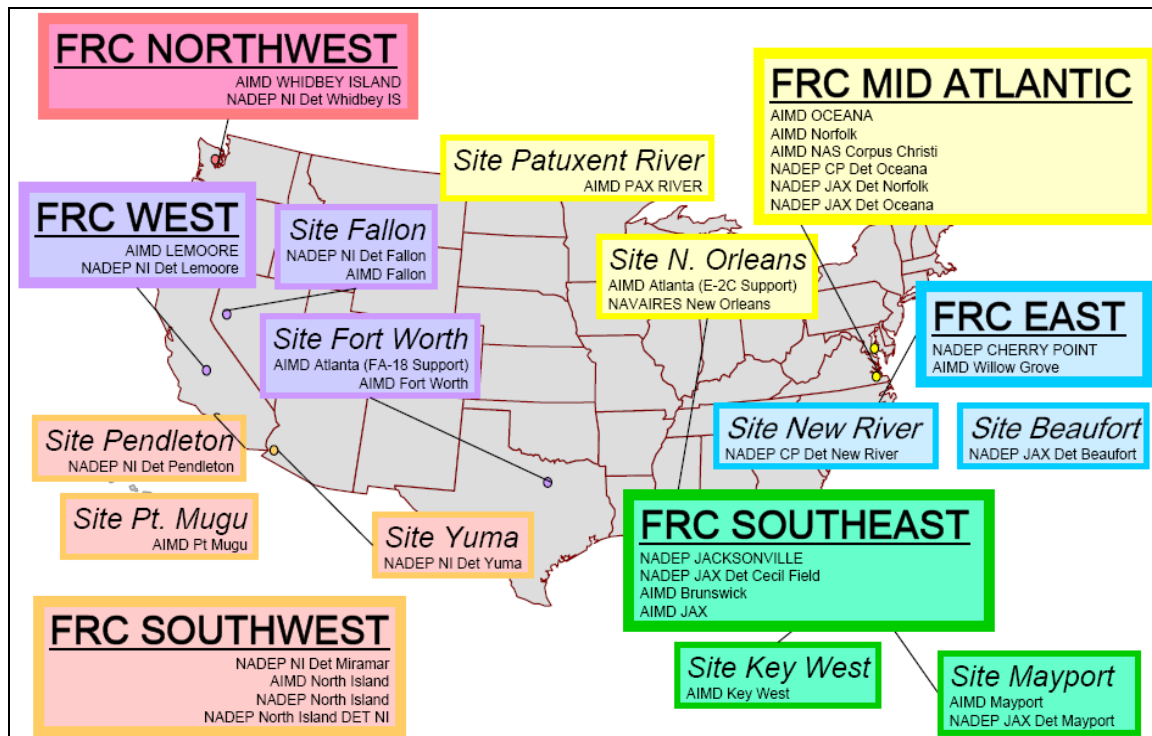 FRC NORTHWEST
AIMD WHIDBEY ISLAND
NADEP NI Det Whidbey IS
FRC MID ATLANTIC
AIMD OCEANA
AIMD Norfolk
AIMD NAS Corpus Christi
NADEP CP Det Oceana
NADEP JAX Det Norfolk
NADEP JAX Det Oceana
Site Patuxent River
AIMD PAX RIVER
FRC WEST
AIMD LEMOORE
NADEP NI Det Lemoore
Site Fallon
NADEP NI Det Fallon
AIMD Fallon
Site N. Orleans
AIMD Atlanta (E-2C Support)
NAVAIRES New Orleans
FRC EAST
NADEP CHERRY POINT
AIMD Willow Grove
Site Fort Worth
AIMD Atlanta (FA-18 Support)
AIMD Fort Worth
Site Pendleton
NADEP NI Det Pendleton
Site New River
NADEP CP Det New River
Site Beaufort
NADEP JAX Det Beaufort
Site Pt. Mugu
AIMD Pt Mugu
Site Yuma
NADEP NI Det Yuma
FRC SOUTHEAST
NADEP JACKSONVILLE
NADEP JAX Det Cecil Field
AIMD Brunswick
AIMD JAX
FRC SOUTHWEST
NADEP NI Det Miramar
AIMD North Island
NADEP North Island
NADEP North Island DET NI
Site Key West
AIMD Key West
Site Mayport
AIMD Mayport
NADEP JAX Det Mayport